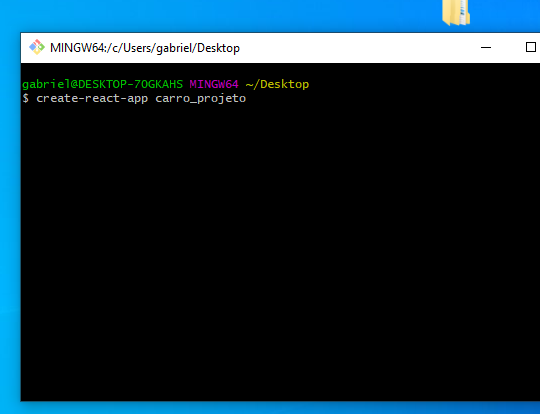 MINGW64:/c/Users/gabriel/Desktop
gabriel@DESKTOP-7OGKAHS MINGW64 ~/Desktop
$ create-react-app carro_projeto